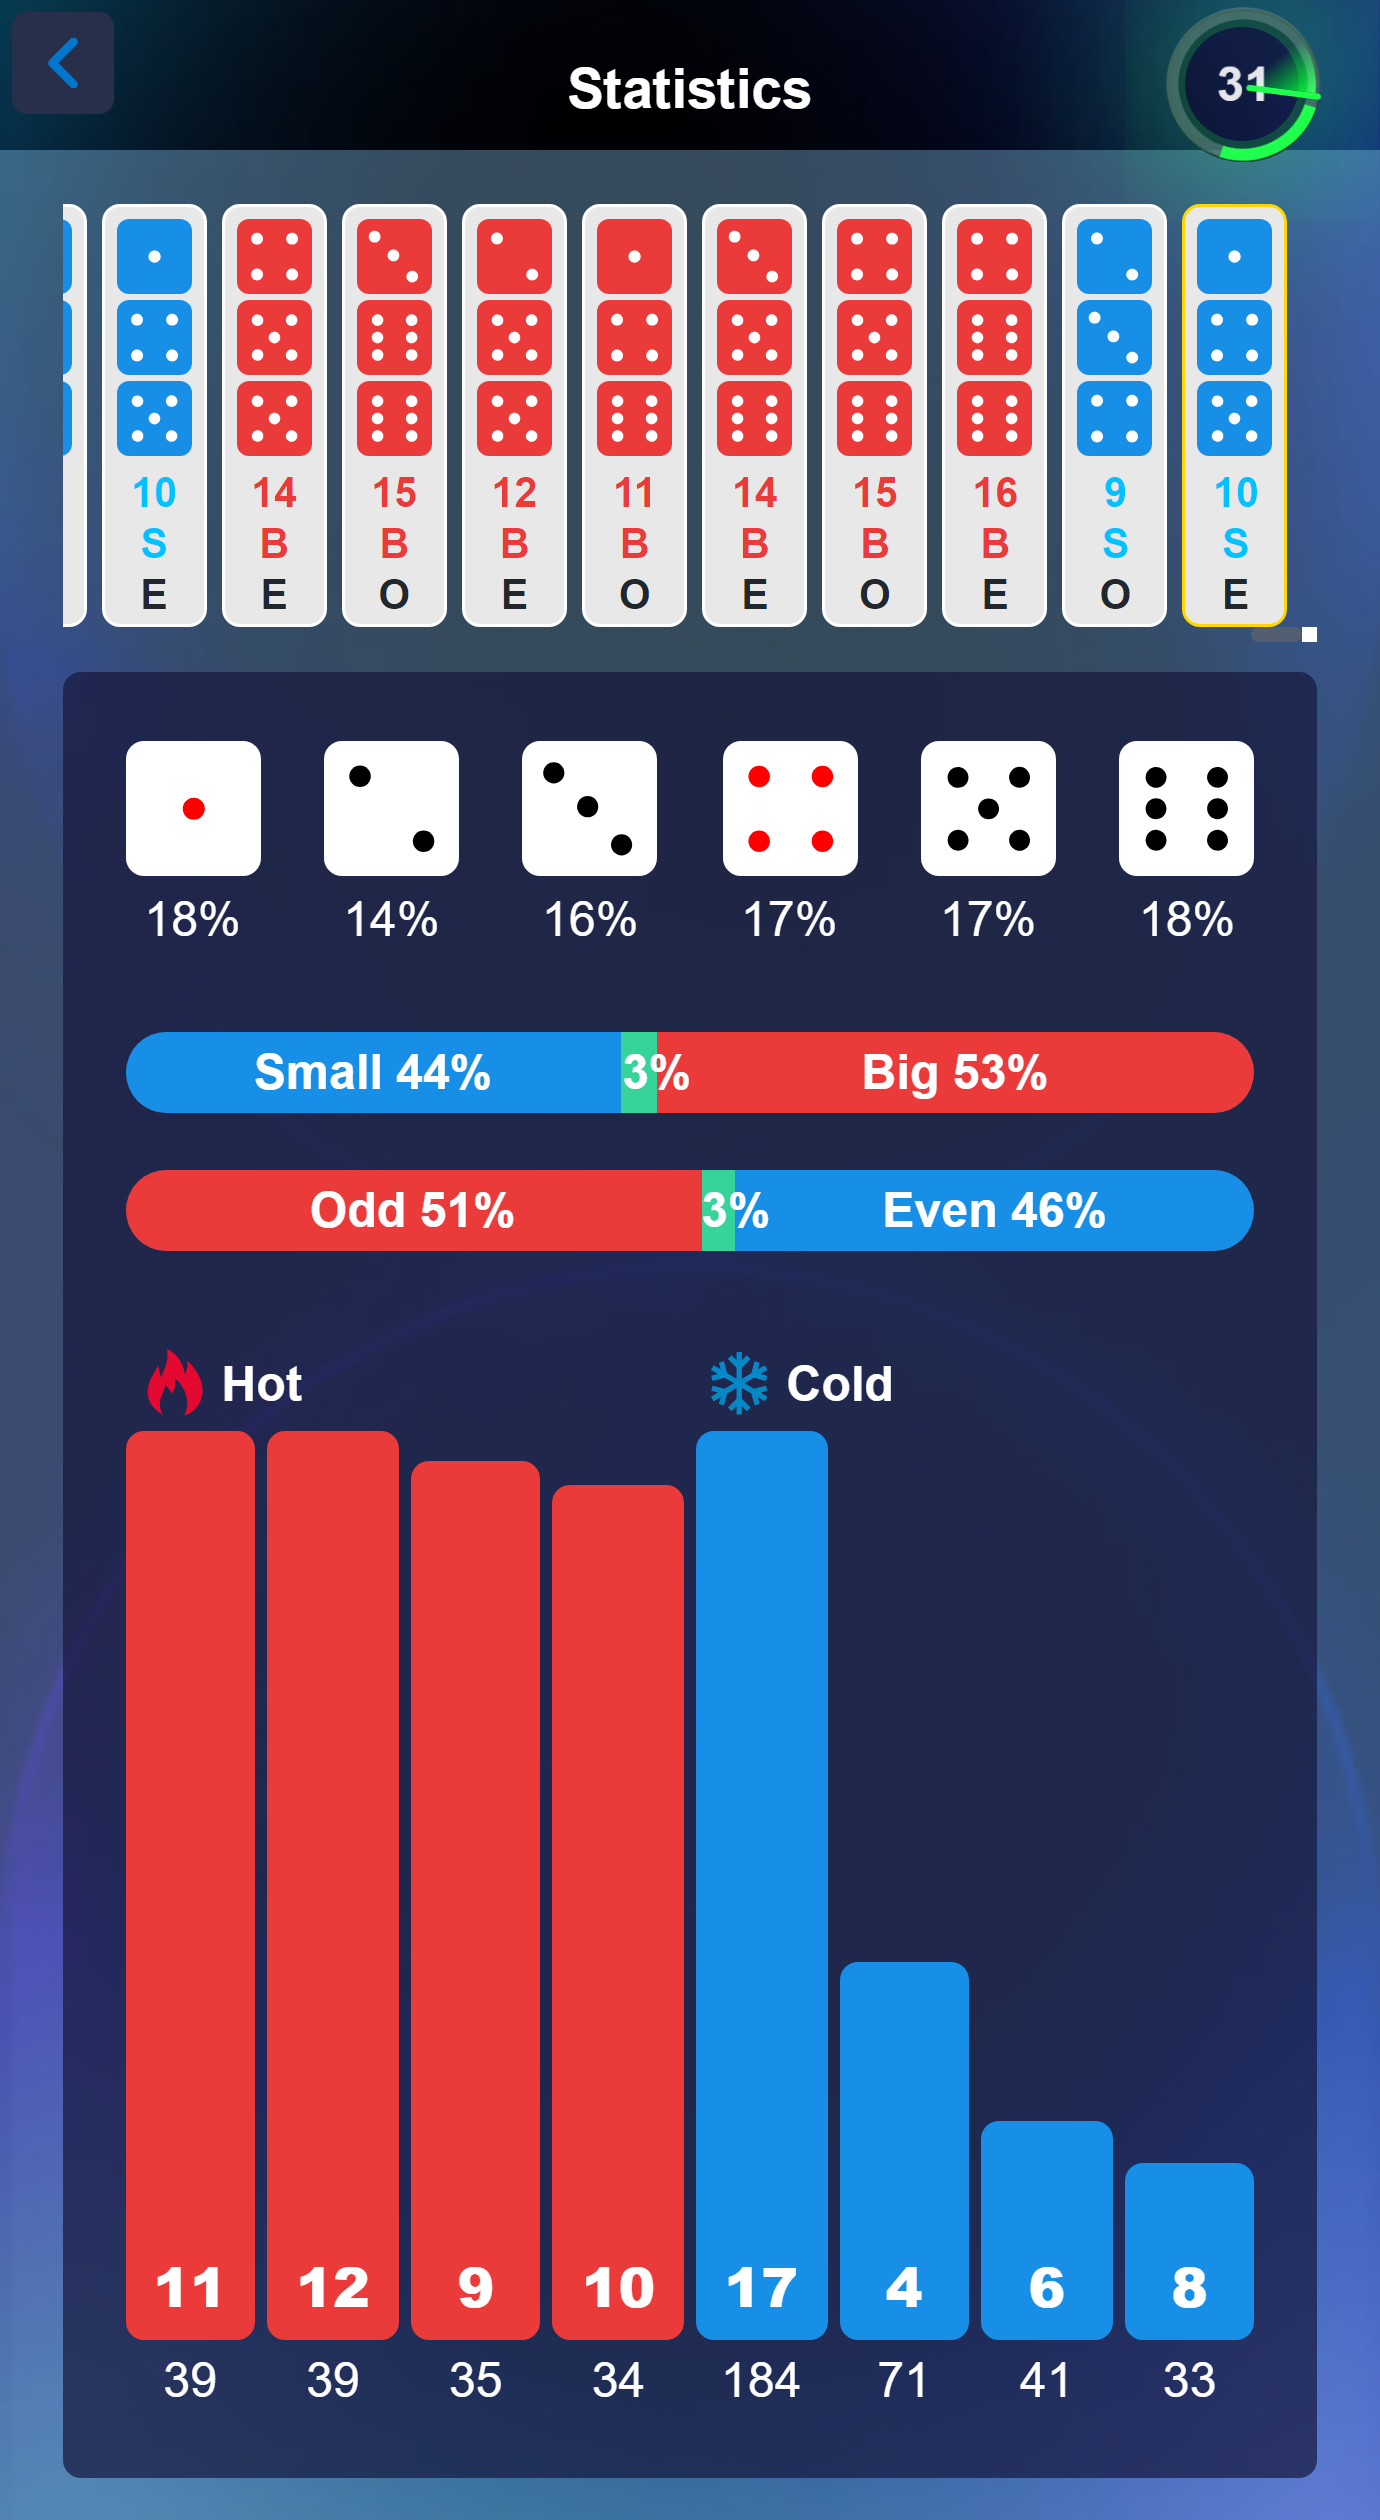 Statistics
31
10 14 15 12 11 14 15 16 9 10
S B B B B B B B S S
E E O E O E O E O E
18% 14% 16% 17% 17% 18%
Small 44% 3% Big 53%
Odd 51% 3% Even 46%
Hot Cold
11 12 9 10 17 4 6 8
39 39 35 34 184 71 41 33